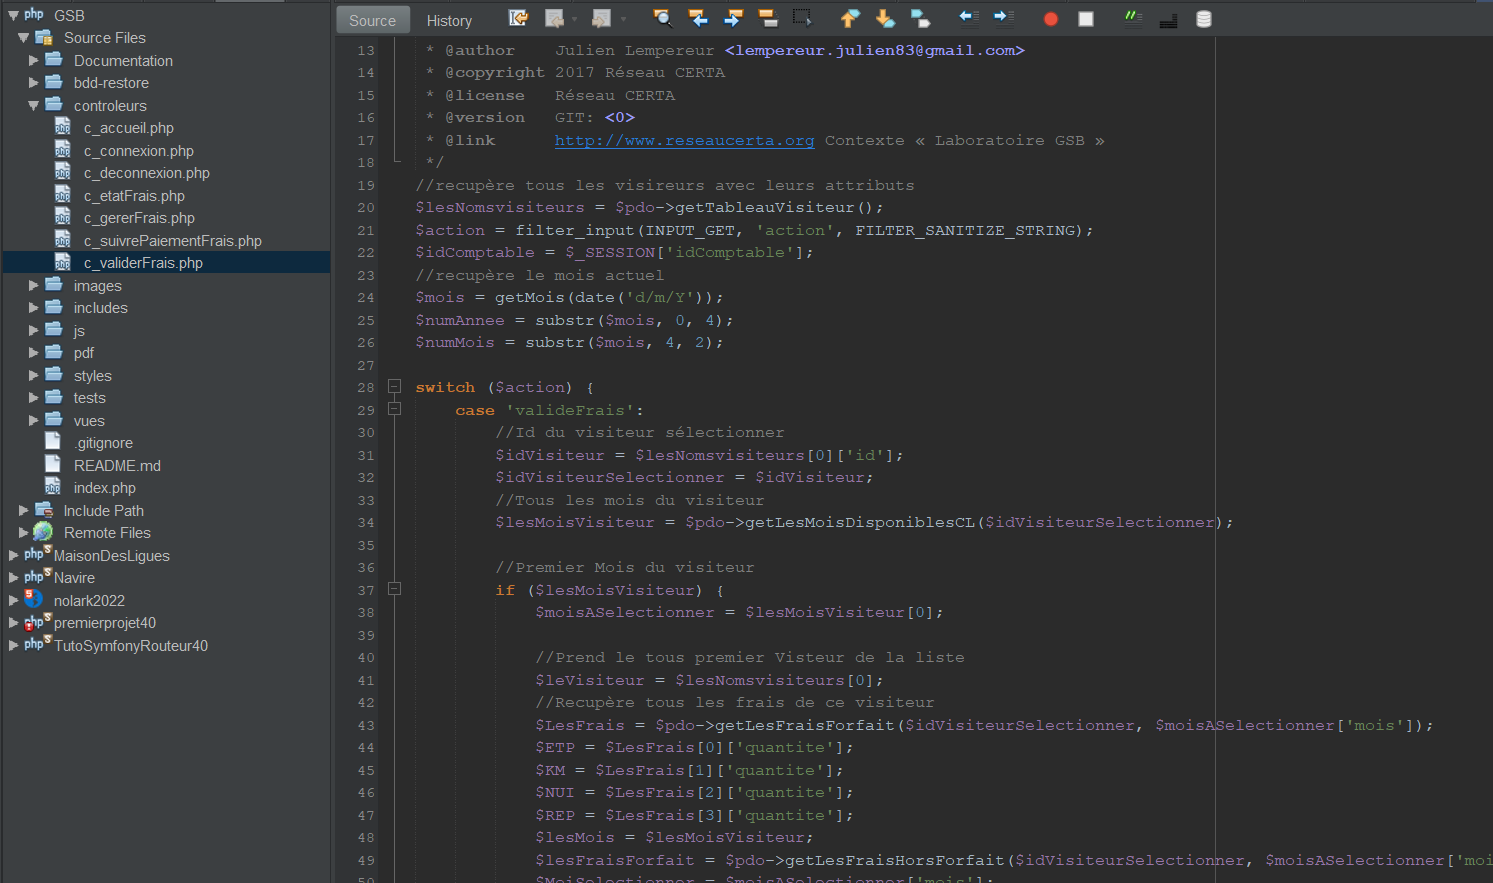 GSB
Source Files
Documentation
bdd-restore
controleurs
c_accueil.php
c_connexion.php
c_deconnexion.php
c_etatFrais.php
c_gererFrais.php
c_suivrePaiementFrais.php
c_validerFrais.php
images
includes
js
pdf
styles
tests
vues
.gitignore
README.md
index.php
Include Path
Remote Files
MaisonDesLigues
Navire
nolark2022
premierprojet40
TutoSymfonyRouteur40
Source History
13 * @author Julien Lempereur <lempereur.julien83@gmail.com>
14 * @copyright 2017 Réseau CERTA
15 * @license Réseau CERTA
16 * @version GIT: <0>
17 * @link http://www.reseaucerta.org Contexte « Laboratoire GSB »
18 */
19 //recupère tous les visireurs avec leurs attributs
20 $lesNomsvisiteurs = $pdo->getTableauVisiteur();
21 $action = filter_input(INPUT_GET, 'action', FILTER_SANITIZE_STRING);
22 $idComptable = $_SESSION['idComptable'];
23 //recupère le mois actuel
24 $mois = getMois(date('d/m/Y'));
25 $numAnnee = substr($mois, 0, 4);
26 $numMois = substr($mois, 4, 2);
27
28 switch ($action) {
29 case 'valideFrais':
30 //Id du visiteur sélectionner
31 $idVisiteur = $lesNomsvisiteurs[0]['id'];
32 $idVisiteurSelectionner = $idVisiteur;
33 //Tous les mois du visiteur
34 $lesMoisVisiteur = $pdo->getLesMoisDisponiblesCL($idVisiteurSelectionner);
35
36 //Premier Mois du visiteur
37 if ($lesMoisVisiteur) {
38 $moisASelectionner = $lesMoisVisiteur[0];
39
40 //Prend le tous premier Visteur de la liste
41 $leVisiteur = $lesNomsvisiteurs[0];
42 //Recupère tous les frais de ce visiteur
43 $LesFrais = $pdo->getLesFraisForfait($idVisiteurSelectionner, $moisASelectionner['mois']);
44 $ETP = $LesFrais[0]['quantite'];
45 $KM = $LesFrais[1]['quantite'];
46 $NUI = $LesFrais[2]['quantite'];
47 $REP = $LesFrais[3]['quantite'];
48 $lesMois = $lesMoisVisiteur;
49 $lesFraisForfait = $pdo->getLesFraisHorsForfait($idVisiteurSelectionner, $moisASelectionner['moi
50 $MoiSelectionner = $moisASelectionner['mois'];